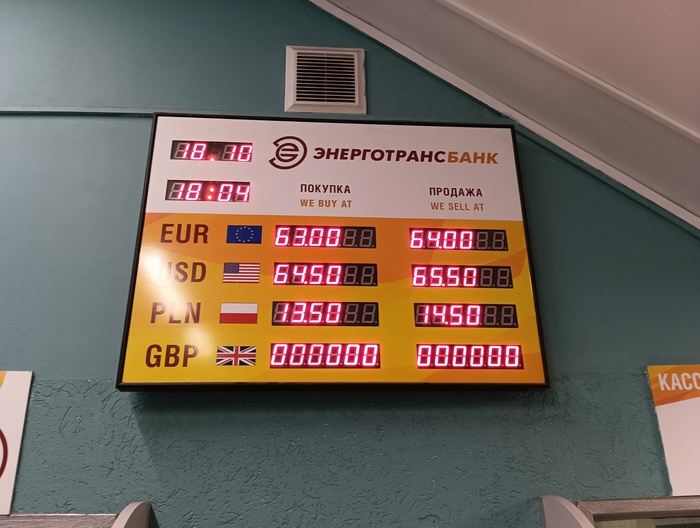 18.10
ЭНЕРГОТРАНСБАНК
18:04
ПОКУПКА ПРОДАЖА
WE BUY AT WE SELL AT
EUR 63.00 64.00
USD 64.50 65.50
PLN 13.50 14.50
GBP 000000 000000
КАСС